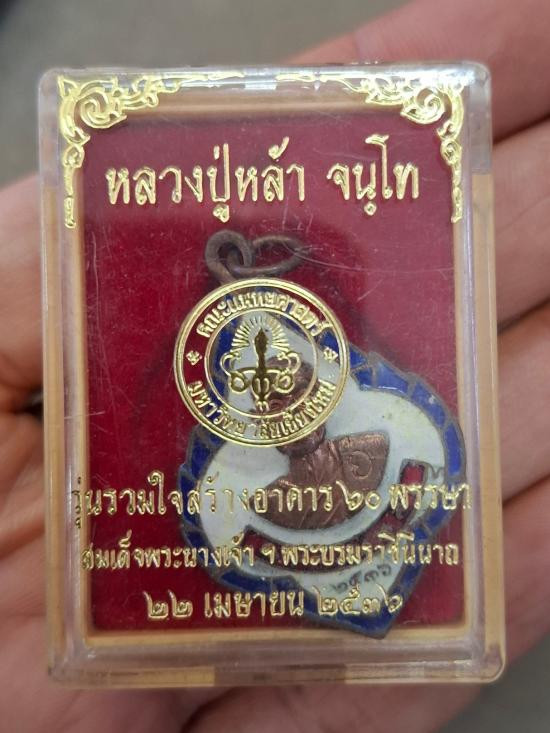 หลวงปู่หล้า จนฺโท
คณะแพทยศาสตร์
มหาวิทยาลัยเชียงใหม่
รุ่นรวมใจสร้างอาคาร ๖๐ พรรษา
สมเด็จพระนางเจ้า ฯ พระบรมราชินีนาถ
๒๒ เมษายน ๒๕๓๖
๒๕๓๖